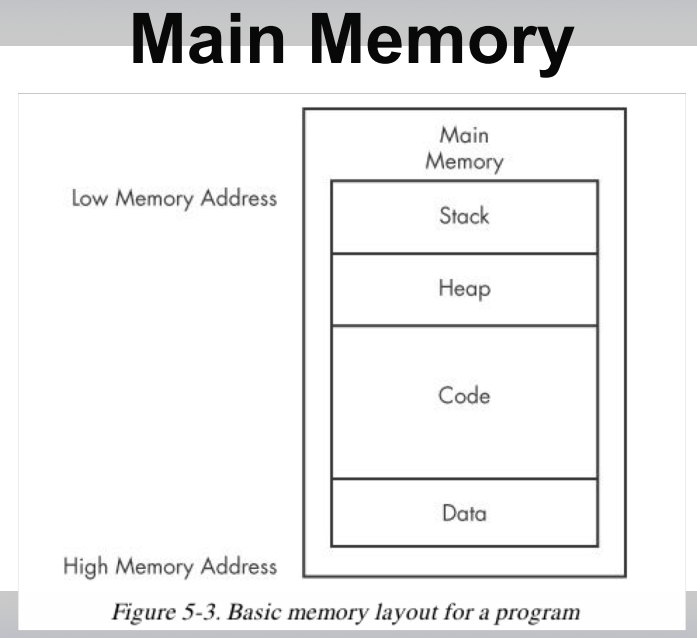 Main Memory
Main
Memory
Low Memory Address
Stack
Heap
Code
Data
High Memory Address
Figure 5-3. Basic memory layout for a program